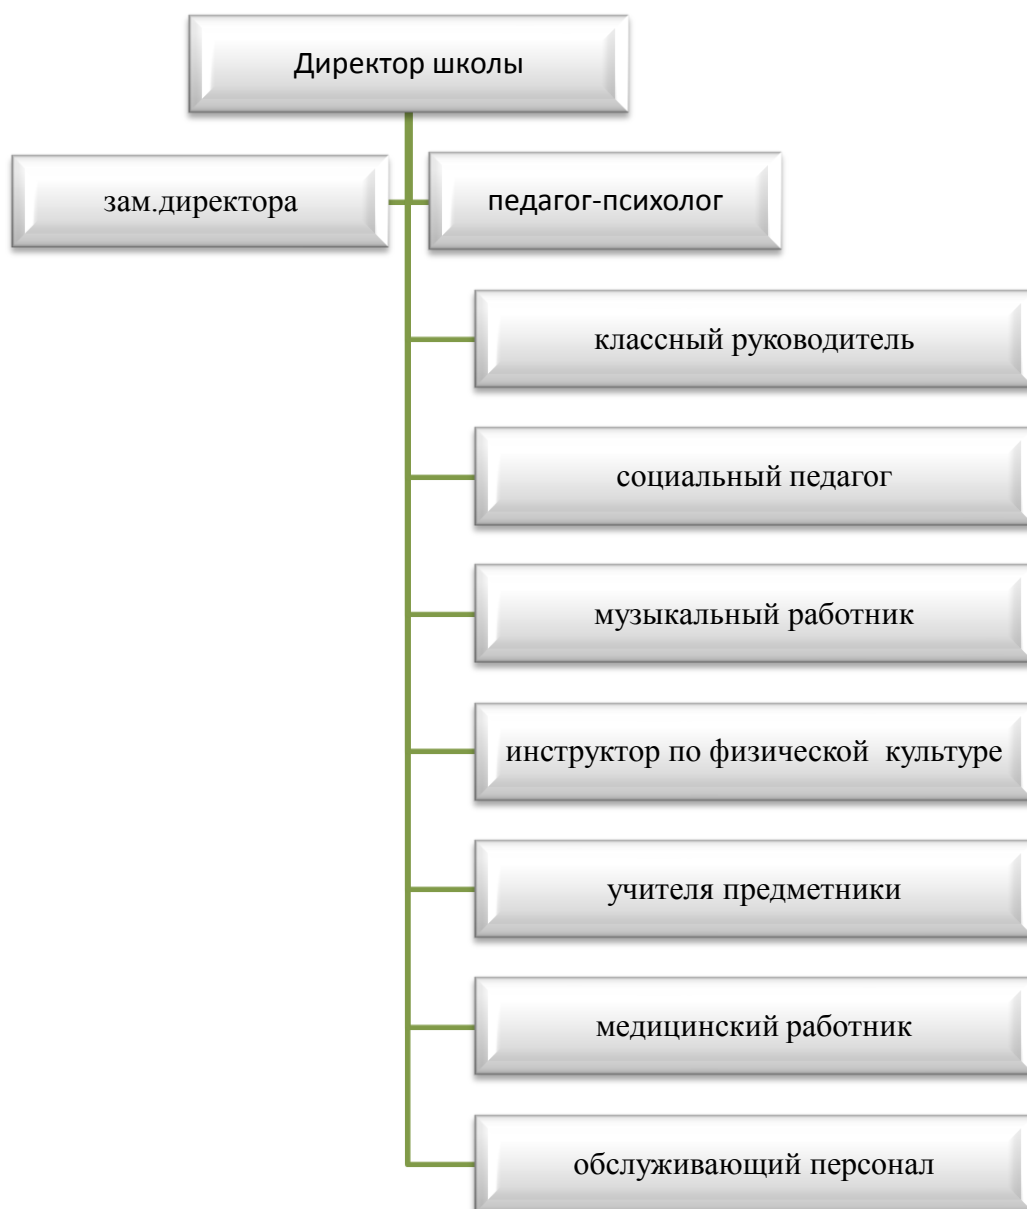 Директор школы
зам.директора
педагог-психолог
классный руководитель
социальный педагог
музыкальный работник
инструктор по физической  культуре
учителя предметники
медицинский работник
обслуживающий персонал